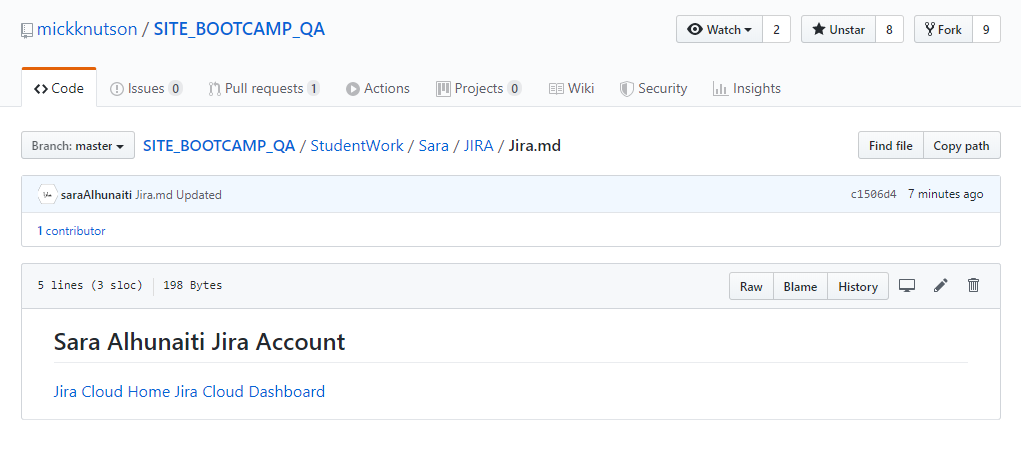 mickknutson / SITE_BOOTCAMP_QA Watch 2 Unstar 8 Fork 9
Code Issues 0 Pull requests 1 Actions Projects 0 Wiki Security Insights
Branch: master SITE_BOOTCAMP_QA / StudentWork / Sara / JIRA / Jira.md Find file Copy path
saraAlhunaiti Jira.md Updated c1506d4 7 minutes ago
1 contributor
5 lines (3 sloc) 198 Bytes Raw Blame History
Sara Alhunaiti Jira Account
Jira Cloud Home Jira Cloud Dashboard